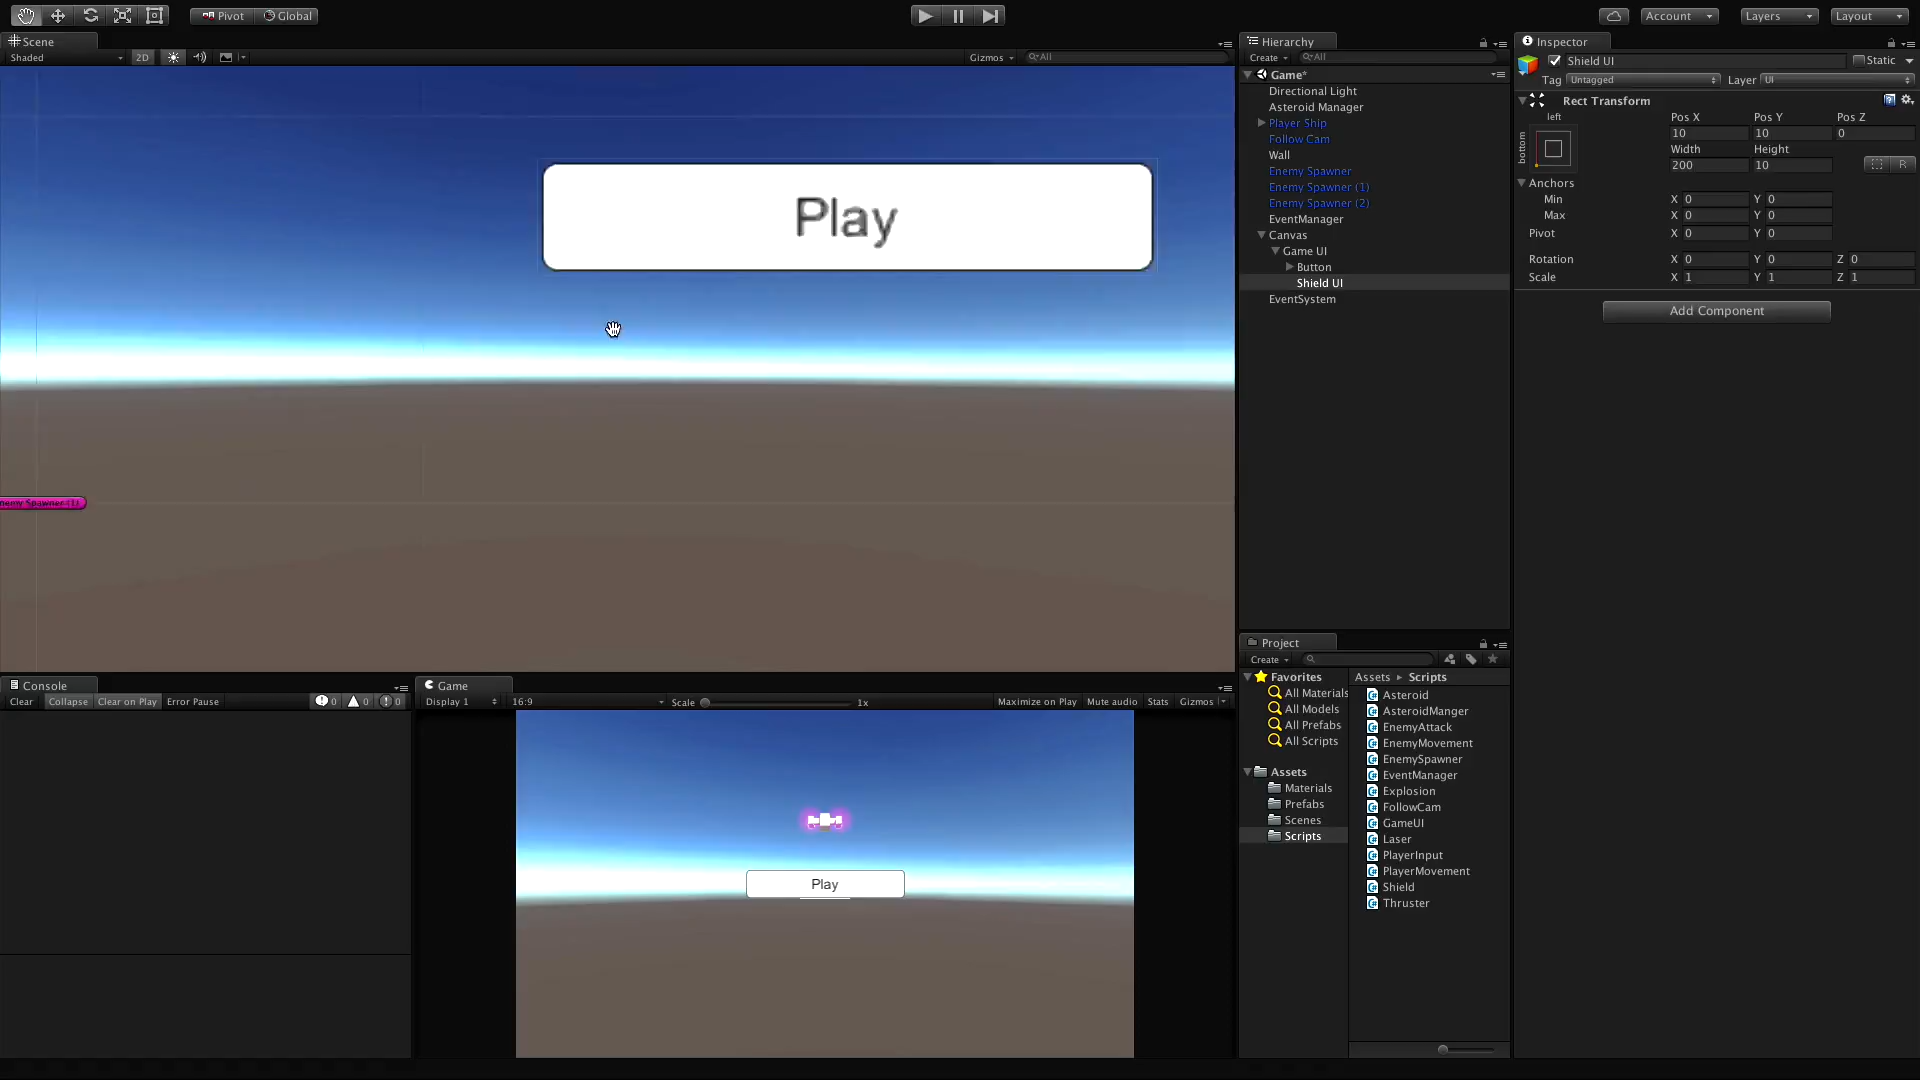 Pivot Global
Account Layers Layout
Scene
Shaded 2D Gizmos All
Play
nemy Spawner (1)
Console
Clear Collapse Clear on Play Error Pause 0 0 0
Game
Display 1 16:9 Scale 1x Maximize on Play Mute audio Stats Gizmos
Play
Hierarchy
Create All
Game*
Directional Light
Asteroid Manager
Player Ship
Follow Cam
Wall
Enemy Spawner
Enemy Spawner (1)
Enemy Spawner (2)
EventManager
Canvas
Game UI
Button
Shield UI
EventSystem
Project
Create
Favorites
All Materials
All Models
All Prefabs
All Scripts
Assets
Materials
Prefabs
Scenes
Scripts
Assets Scripts
Asteroid
AsteroidManger
EnemyAttack
EnemyMovement
EnemySpawner
EventManager
Explosion
FollowCam
GameUI
Laser
PlayerInput
PlayerMovement
Shield
Thruster
Inspector
Shield UI Static
Tag Untagged Layer UI
Rect Transform
left
bottom
Pos X Pos Y Pos Z
10 10 0
Width Height
200 10 R
Anchors
Min X 0 Y 0
Max X 0 Y 0
Pivot X 0 Y 0
Rotation X 0 Y 0 Z 0
Scale X 1 Y 1 Z 1
Add Component